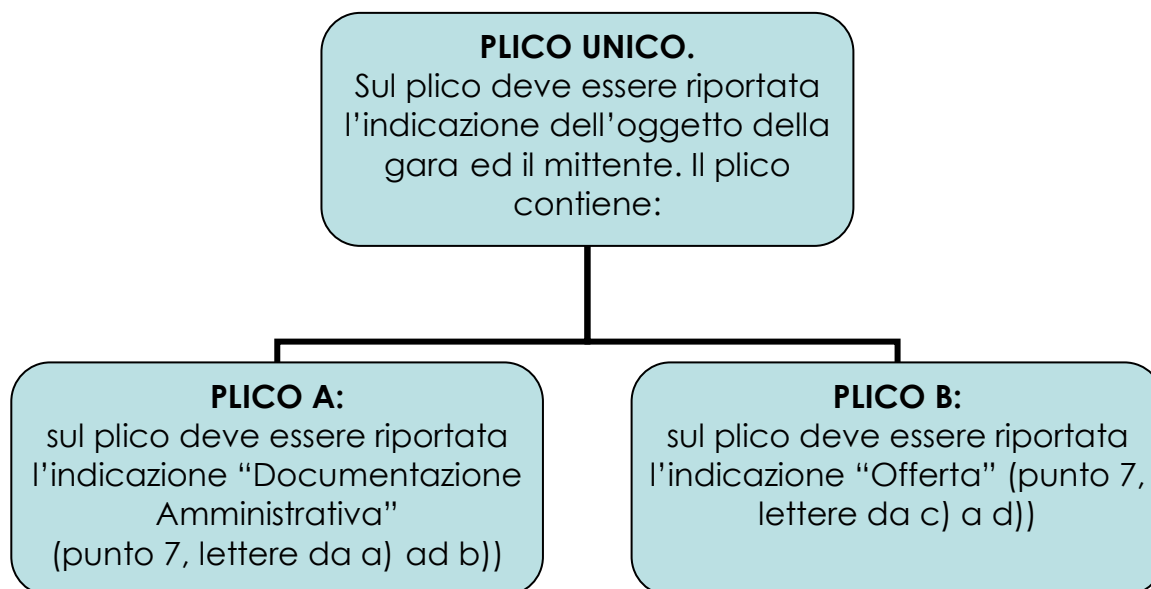 PLICO UNICO.
Sul plico deve essere riportata
l’indicazione dell’oggetto della
gara ed il mittente. Il plico
contiene:
PLICO A:
sul plico deve essere riportata
l’indicazione “Documentazione
Amministrativa”
(punto 7, lettere da a) ad b))
PLICO B:
sul plico deve essere riportata
l’indicazione “Offerta” (punto 7,
lettere da c) a d))